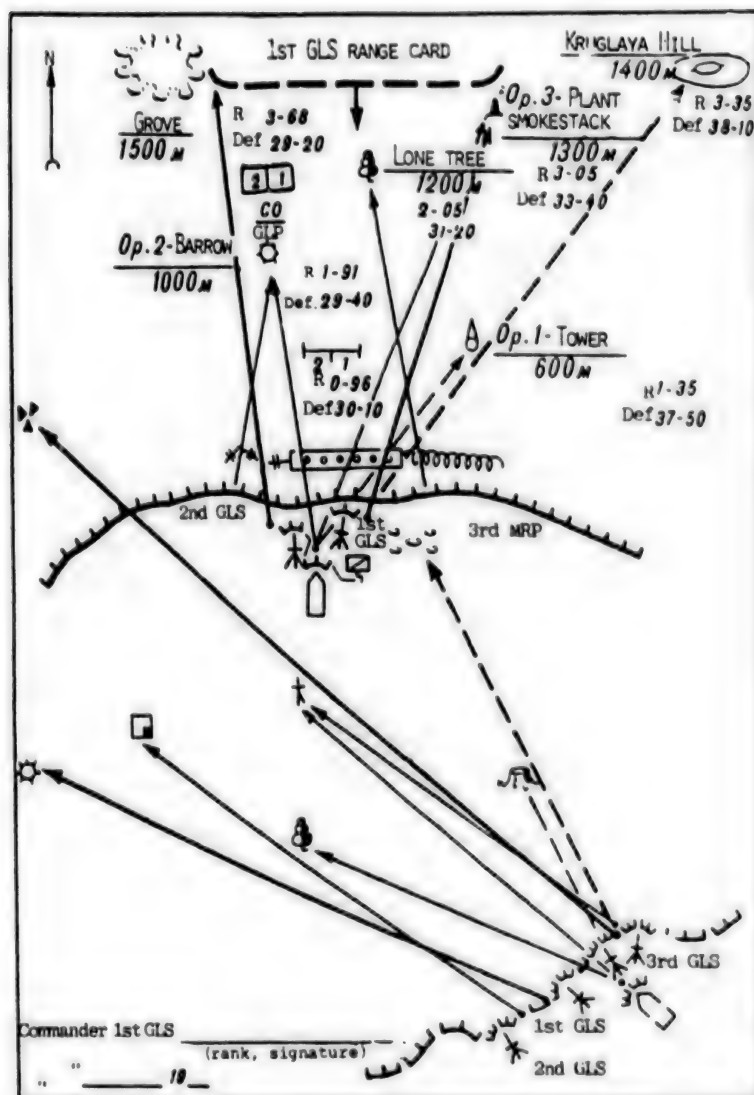 N
1ST GLS RANGE CARD
KRUGLAYA HILL
1400 M
R 3-35
Def 38-10
GROVE
1500 M
R 3-68
Def 29-20
Op.3-PLANT
SMOKESTACK
1300 M
R 3-05
Def 33-40
LONE TREE
1200 M
2-05
31-20
2 1
CO
GLP
Op.2-BARROW
1000 M
R 1-91
Def. 29-40
Op.1-TOWER
600 M
2 1
R 0-96
Def 30-10
R 1-35
Def 37-50
2nd GLS
1st
GLS
3rd MRP
3rd GLS
1st GLS
2nd GLS
Commander 1st GLS
(rank, signature)
" " 19